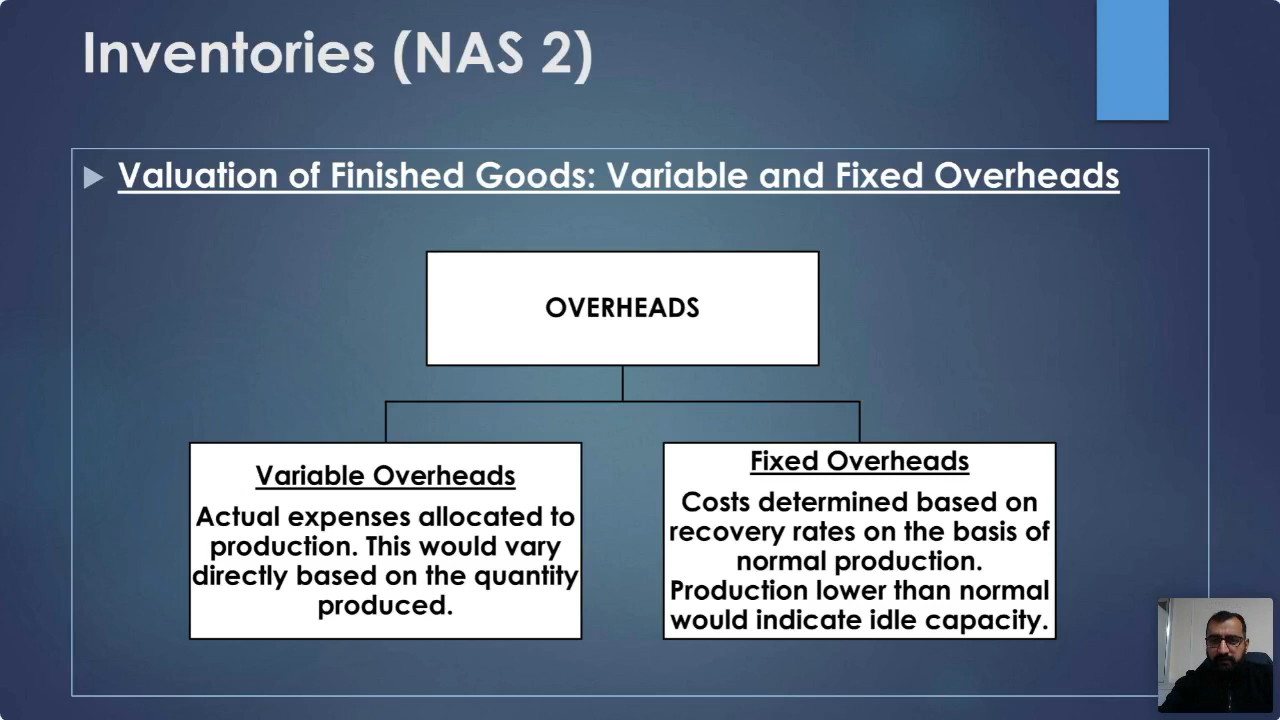 Inventories (NAS 2)
Valuation of Finished Goods: Variable and Fixed Overheads
OVERHEADS
Variable Overheads
Actual expenses allocated to
production. This would vary
directly based on the quantity
produced.
Fixed Overheads
Costs determined based on
recovery rates on the basis of
normal production.
Production lower than normal
would indicate idle capacity.